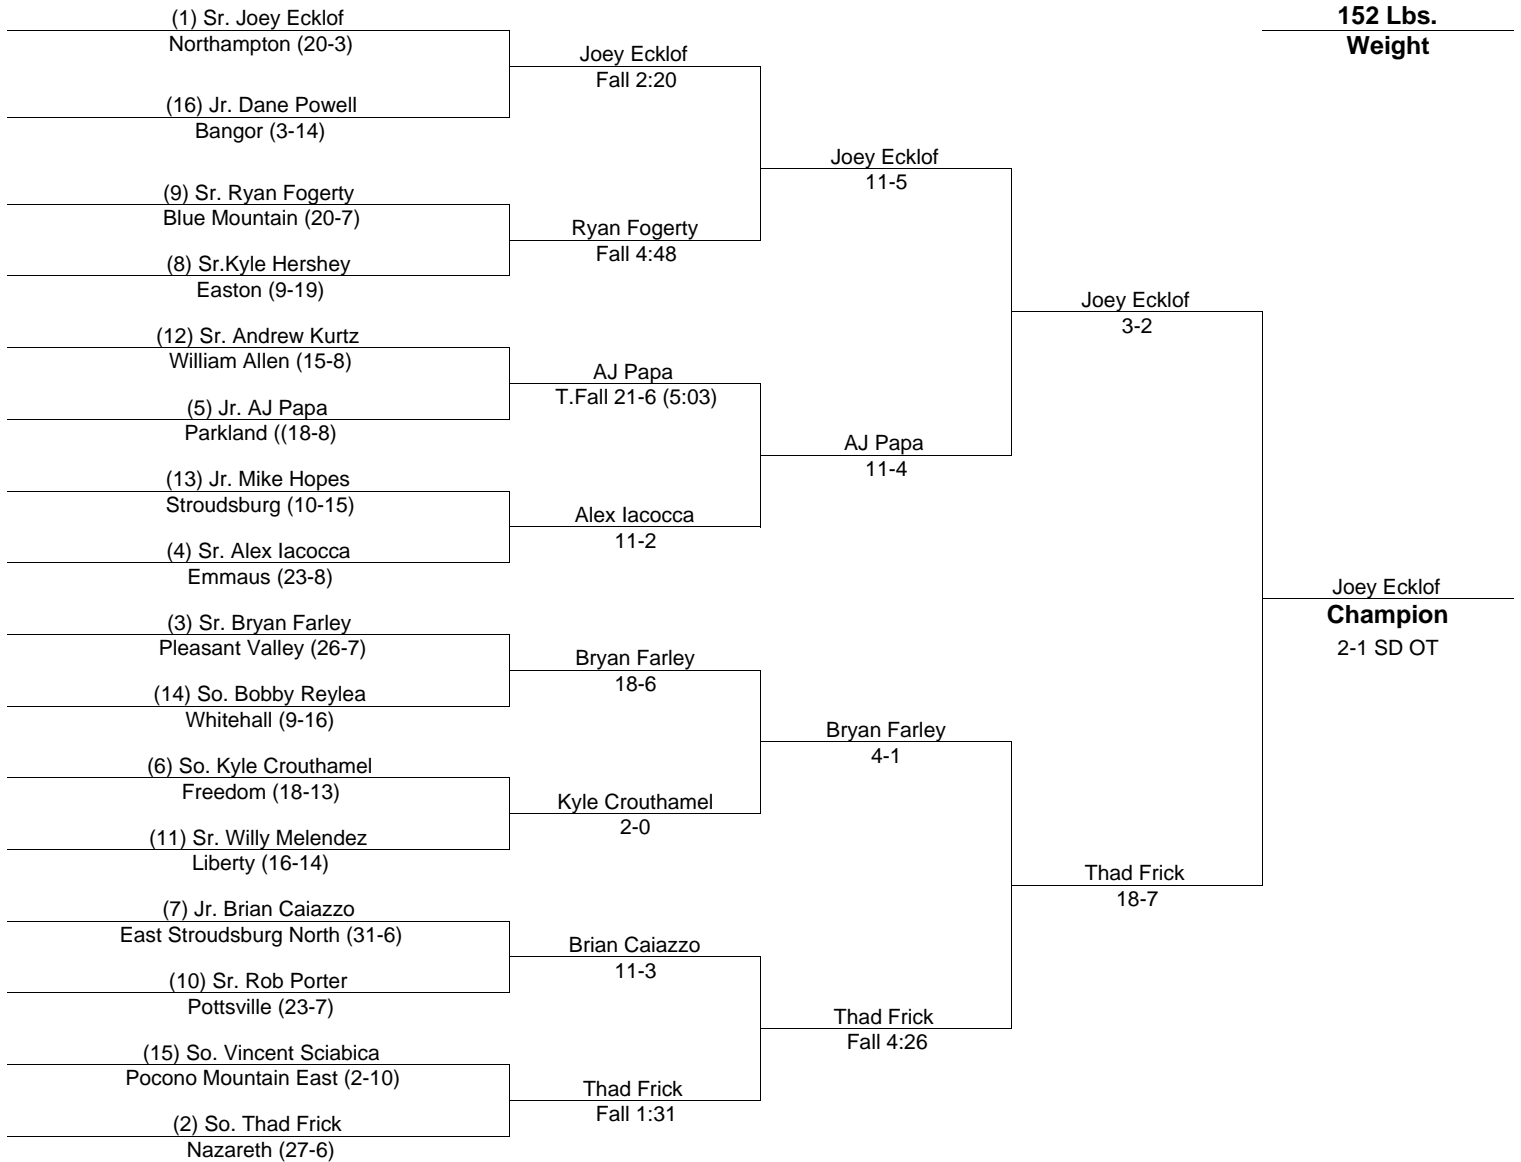 152 Lbs.
Weight
(1) Sr. Joey Ecklof
Northampton (20-3)
(16) Jr. Dane Powell
Bangor (3-14)
(9) Sr. Ryan Fogerty
Blue Mountain (20-7)
(8) Sr.Kyle Hershey
Easton (9-19)
(12) Sr. Andrew Kurtz
William Allen (15-8)
(5) Jr. AJ Papa
Parkland ((18-8)
(13) Jr. Mike Hopes
Stroudsburg (10-15)
(4) Sr. Alex Iacocca
Emmaus (23-8)
(3) Sr. Bryan Farley
Pleasant Valley (26-7)
(14) So. Bobby Reylea
Whitehall (9-16)
(6) So. Kyle Crouthamel
Freedom (18-13)
(11) Sr. Willy Melendez
Liberty (16-14)
(7) Jr. Brian Caiazzo
East Stroudsburg North (31-6)
(10) Sr. Rob Porter
Pottsville (23-7)
(15) So. Vincent Sciabica
Pocono Mountain East (2-10)
(2) So. Thad Frick
Nazareth (27-6)
Joey Ecklof
Fall 2:20
Ryan Fogerty
Fall 4:48
AJ Papa
T.Fall 21-6 (5:03)
Alex Iacocca
11-2
Bryan Farley
18-6
Kyle Crouthamel
2-0
Brian Caiazzo
11-3
Thad Frick
Fall 1:31
Joey Ecklof
11-5
AJ Papa
11-4
Bryan Farley
4-1
Thad Frick
Fall 4:26
Joey Ecklof
3-2
Thad Frick
18-7
Joey Ecklof
Champion
2-1 SD OT